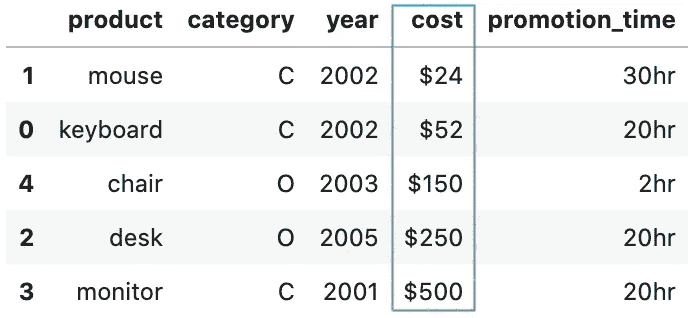 product category year cost promotion_time
1 mouse C 2002 $24 30hr
0 keyboard C 2002 $52 20hr
4 chair O 2003 $150 2hr
2 desk O 2005 $250 20hr
3 monitor C 2001 $500 20hr